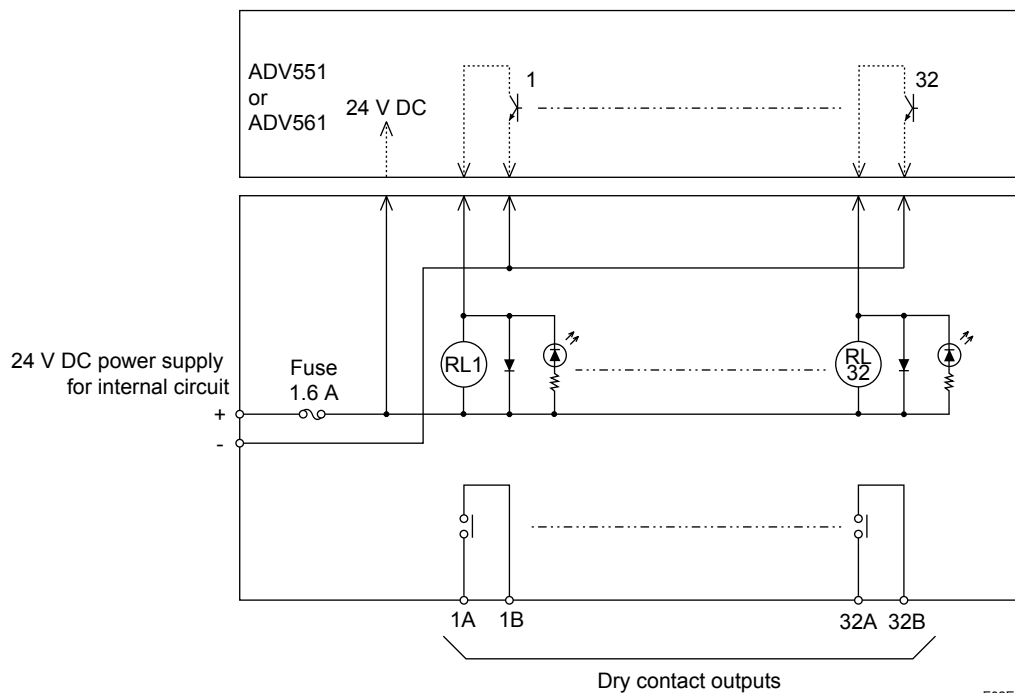 ADV551
or
ADV561
24 V DC
1
32
24 V DC power supply
for internal circuit
Fuse
1.6 A
+
-
RL1
RL
32
1A
1B
32A
32B
Dry contact outputs